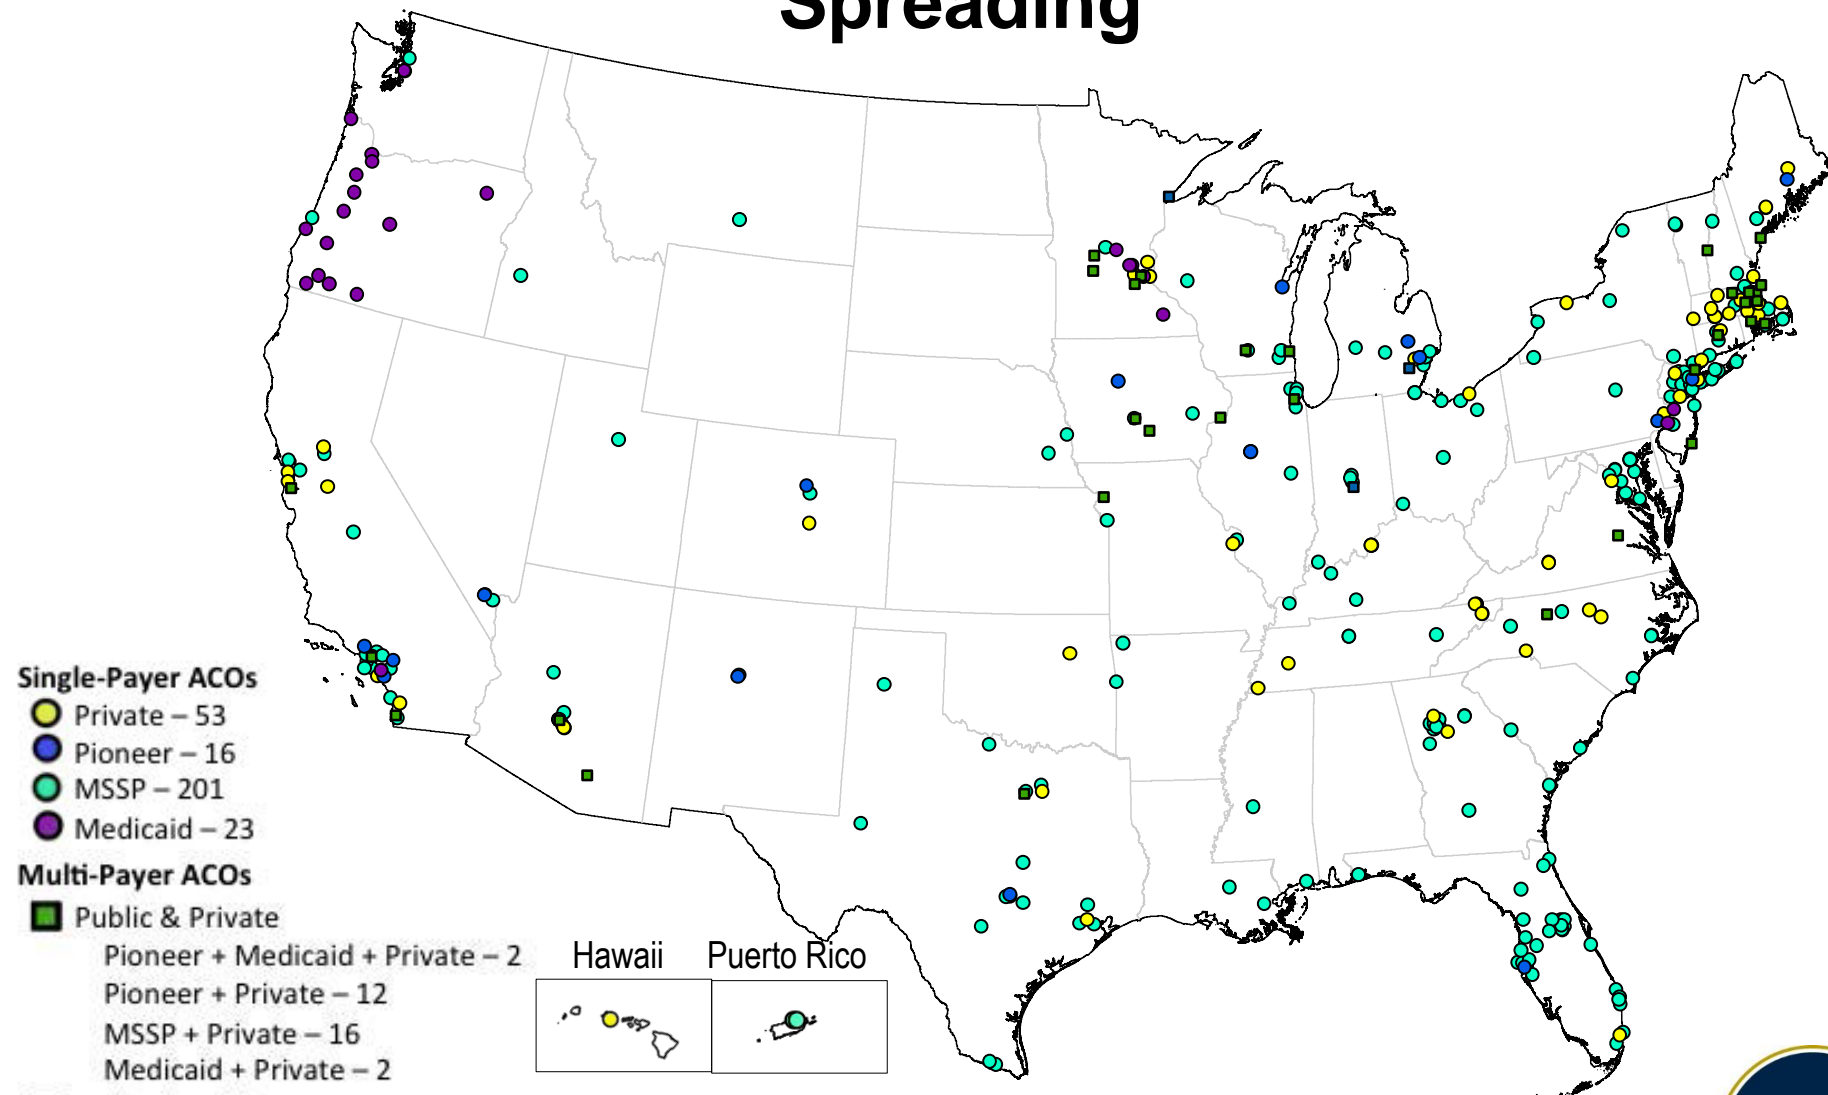 Spreading
Single-Payer ACOs
Private – 53
Pioneer – 16
MSSP – 201
Medicaid – 23
Multi-Payer ACOs
Public & Private
Pioneer + Medicaid + Private – 2
Pioneer + Private – 12
MSSP + Private – 16
Medicaid + Private – 2
Hawaii
Puerto Rico